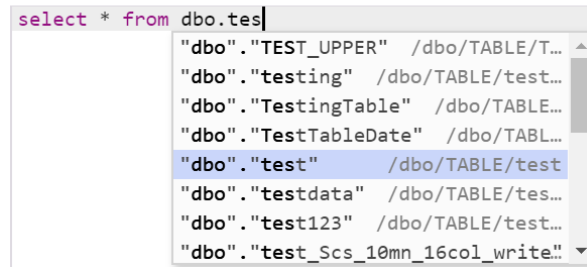 select * from dbo.tes
"dbo"."TEST_UPPER" /dbo/TABLE/T…
"dbo"."testing" /dbo/TABLE/test…
"dbo"."TestingTable" /dbo/TABLE…
"dbo"."TestTableDate" /dbo/TABL…
"dbo"."test" /dbo/TABLE/test
"dbo"."testdata" /dbo/TABLE/tes…
"dbo"."test123" /dbo/TABLE/test…
"dbo"."test_Scs_10mn_16col_write…